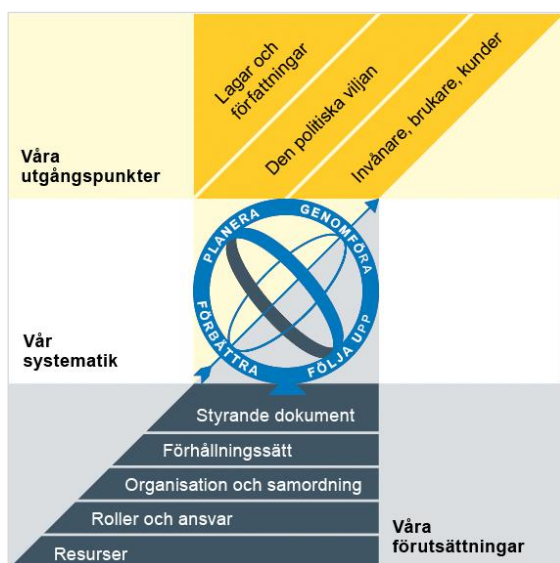 Lagar och
författningar
Den politiska viljan
Invånare, brukare, kunder
Våra
utgångspunkter
PLANERA
GENOMFÖRA
FÖLJA UPP
FÖRBÄTTRA
Vår
systematik
Styrande dokument
Förhållningssätt
Organisation och samordning
Roller och ansvar
Resurser
Våra
förutsättningar